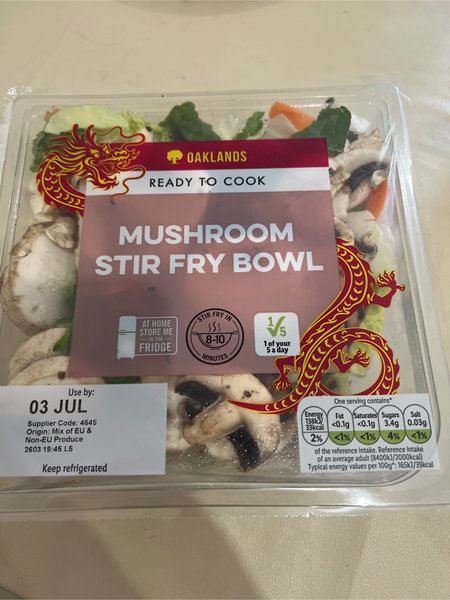 OAKLANDS
READY TO COOK
MUSHROOM
STIR FRY BOWL
AT HOME
STORE ME
IN THE
FRIDGE
STIR FRY IN
8-10
MINUTES
1/5
1 of your
5 a day
Use by:
03 JUL
Supplier Code: 4645
Origin: Mix of EU &
Non-EU Produce
2603 19:45 L5
Keep refrigerated
One serving contains*
Energy
138kJ
33kcal
2%
Fat
<0.1g
<1%
Saturates
<0.1g
<1%
Sugars
3.4g
4%
Salt
0.03g
<1%
of the reference intake. Reference intake
of an average adult (8400kJ/2000kcal)
Typical energy values per 100g*: 165kJ/39kcal